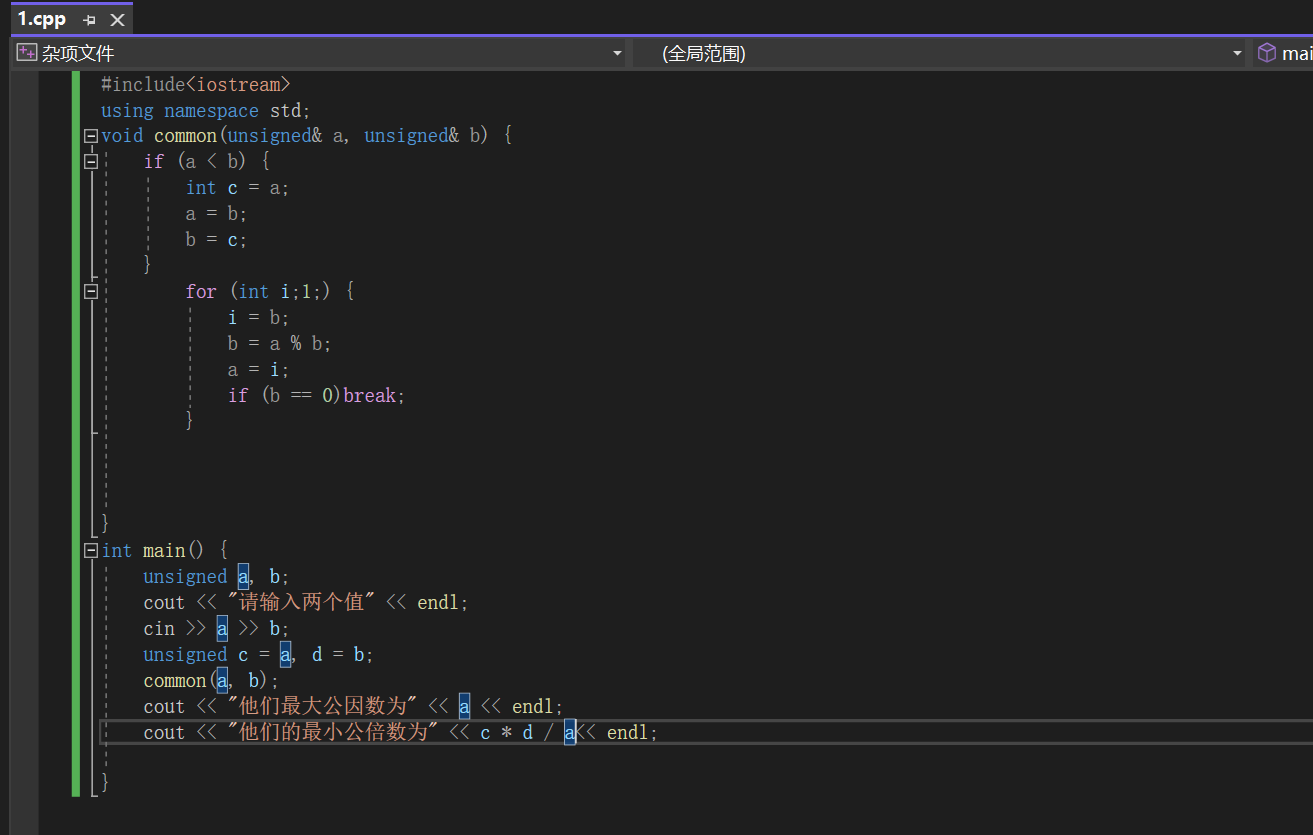 1.cpp
杂项文件 (全局范围) mai
#include<iostream>
using namespace std;
void common(unsigned& a, unsigned& b) {
    if (a < b) {
        int c = a;
        a = b;
        b = c;
    }
        for (int i;1;) {
            i = b;
            b = a % b;
            a = i;
            if (b == 0)break;
        }
}
int main() {
    unsigned a, b;
    cout << "请输入两个值" << endl;
    cin >> a >> b;
    unsigned c = a, d = b;
    common(a, b);
    cout << "他们最大公因数为" << a << endl;
    cout << "他们的最小公倍数为" << c * d / a<< endl;
}